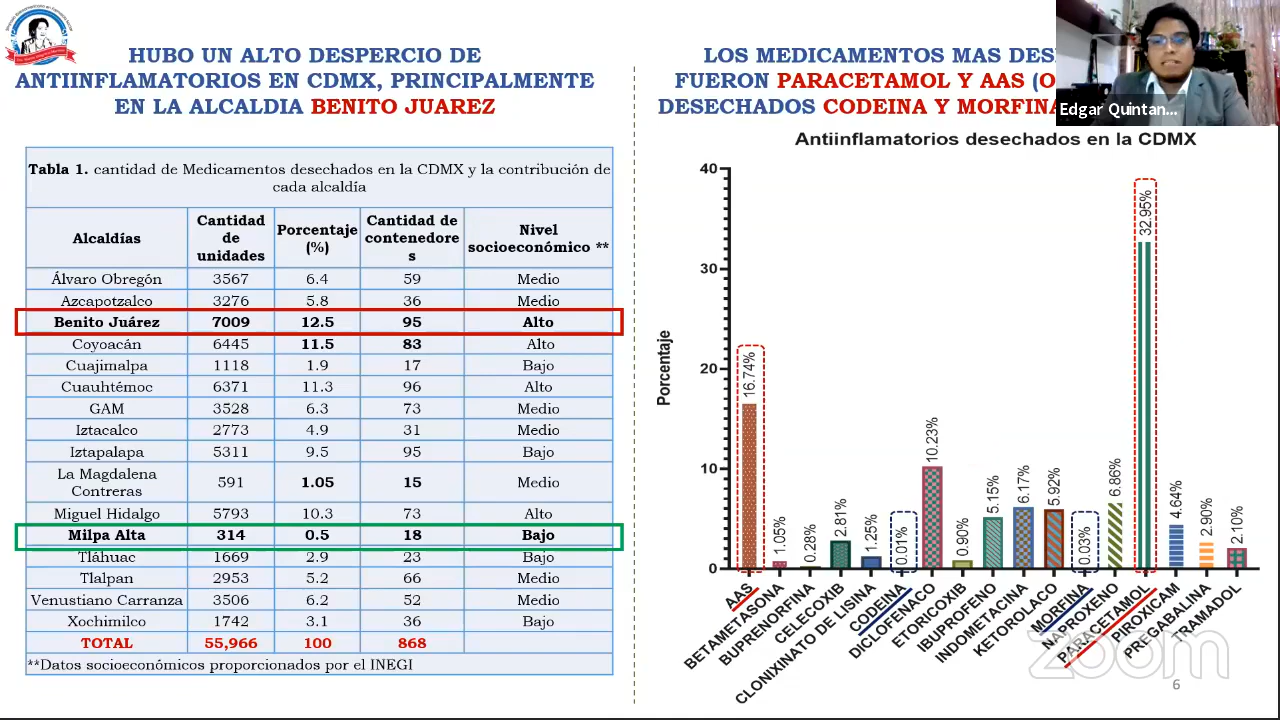 HUBO UN ALTO DESPERCIO DE
ANTIINFLAMATORIOS EN CDMX, PRINCIPALMENTE
EN LA ALCALDIA BENITO JUAREZ
Tabla 1. cantidad de Medicamentos desechados en la CDMX y la contribución de
cada alcaldía
Alcaldías Cantidad de unidades Porcentaje (%) Cantidad de contenedore s Nivel socioeconómico **
Álvaro Obregón 3567 6.4 59 Medio
Azcapotzalco 3276 5.8 36 Medio
Benito Juárez 7009 12.5 95 Alto
Coyoacán 6445 11.5 83 Alto
Cuajimalpa 1118 1.9 17 Bajo
Cuauhtémoc 6371 11.3 96 Alto
GAM 3528 6.3 73 Medio
Iztacalco 2773 4.9 31 Medio
Iztapalapa 5311 9.5 95 Bajo
La Magdalena Contreras 591 1.05 15 Medio
Miguel Hidalgo 5793 10.3 73 Alto
Milpa Alta 314 0.5 18 Bajo
Tláhuac 1669 2.9 23 Bajo
Tlalpan 2953 5.2 66 Medio
Venustiano Carranza 3506 6.2 52 Medio
Xochimilco 1742 3.1 36 Bajo
TOTAL 55,966 100 868
**Datos socioeconómicos proporcionados por el INEGI
LOS MEDICAMENTOS MAS DES
FUERON PARACETAMOL Y AAS (O
DESECHADOS CODEINA Y MORFINA
Edgar Quintan...
Antiinflamatorios desechados en la CDMX
Porcentaje
40
30
20
10
0
16.74%
1.05%
0.28%
2.81%
1.25%
0.01%
10.23%
0.90%
5.15%
6.17%
5.92%
0.03%
6.86%
32.95%
4.64%
2.90%
2.10%
AAS
BETAMETASONA
BUPRENORFINA
CELECOXIB
CLONIXINATO DE LISINA
CODEINA
DICLOFENACO
ETORICOXIB
IBUPROFENO
INDOMETACINA
KETOROLACO
MORFINA
NAPROXENO
PARACETAMOL
PIROXICAM
PREGABALINA
TRAMADOL
zoom
6